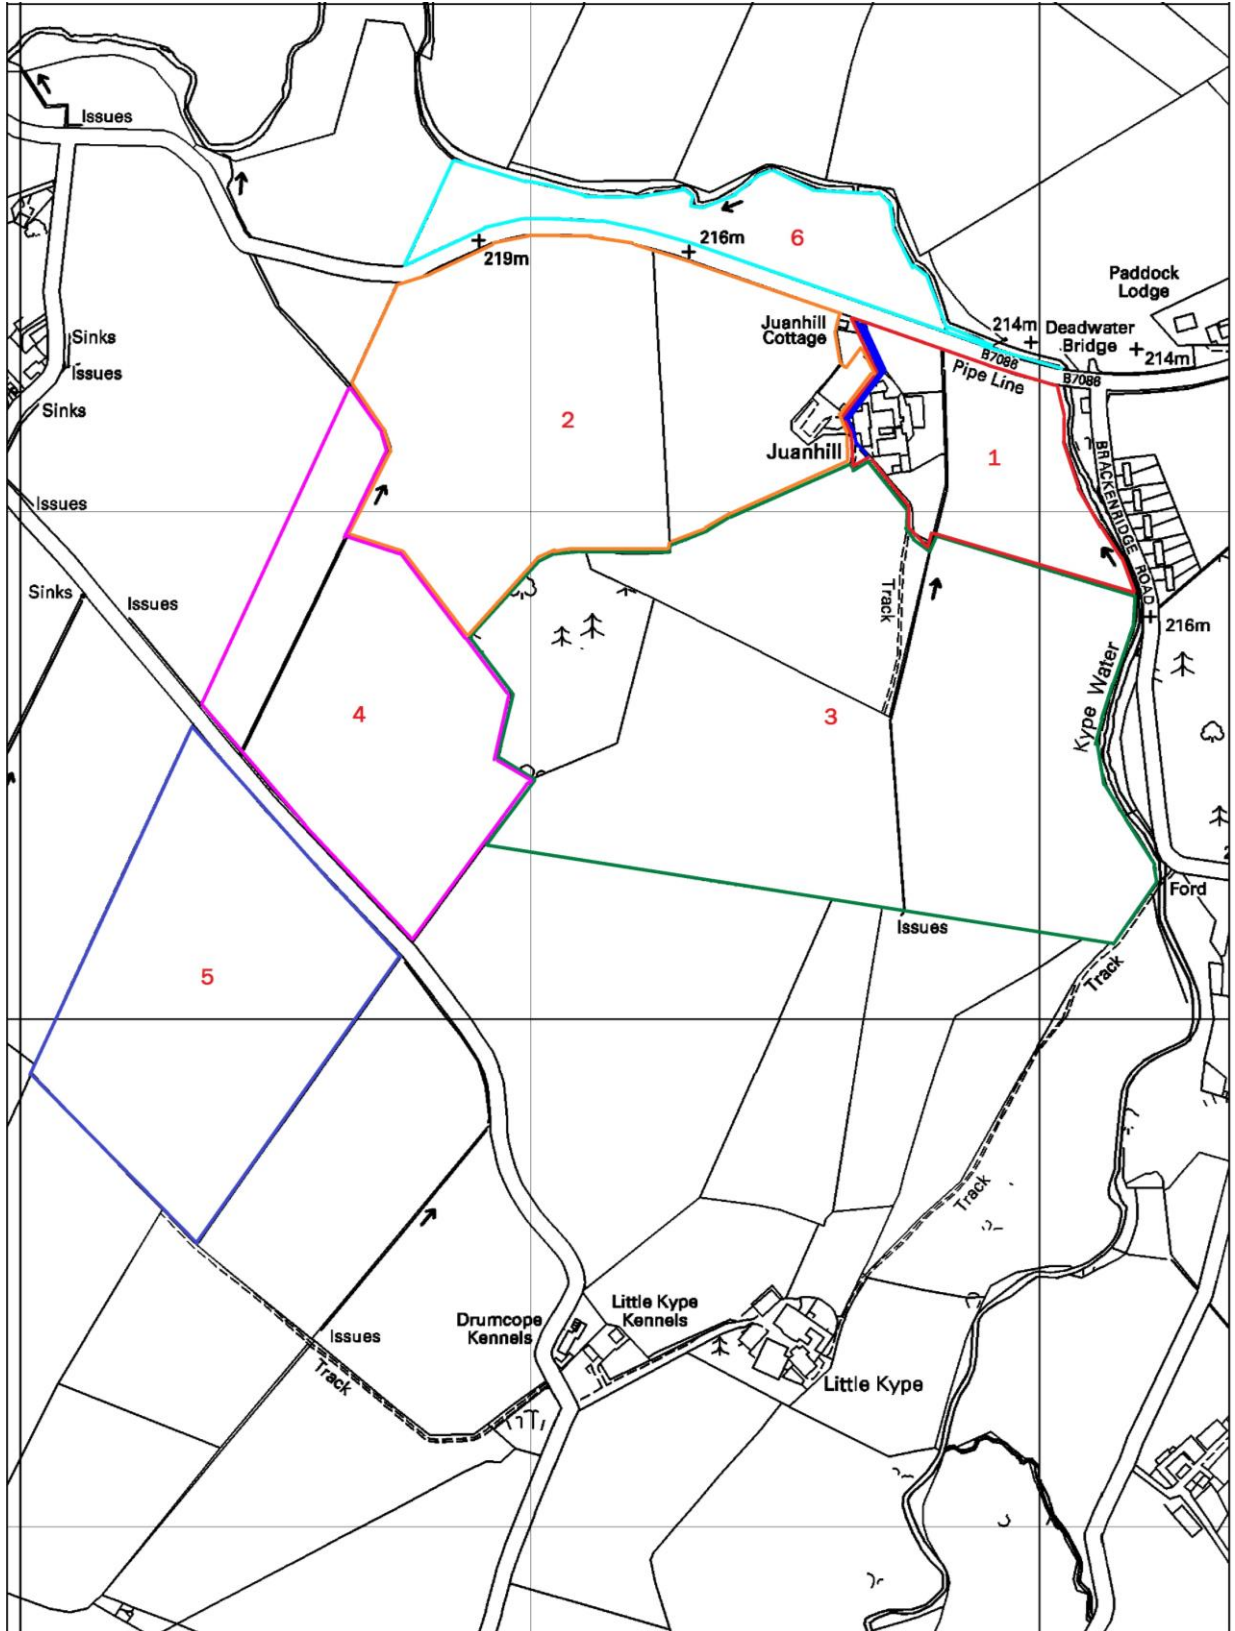 Issues
6
216m
219m
Paddock
Lodge
Juanhill
Cottage
214m
Deadwater
Bridge
214m
B7086
B7086
Pipe Line
Sinks
Issues
Sinks
2
Juanhill
1
BRACKENRIDGE ROAD
Issues
Sinks
Issues
Track
216m
Kype Water
4
3
Ford
Issues
5
Track
Track
Drumcope
Kennels
Little Kype
Kennels
Issues
Track
Little Kype